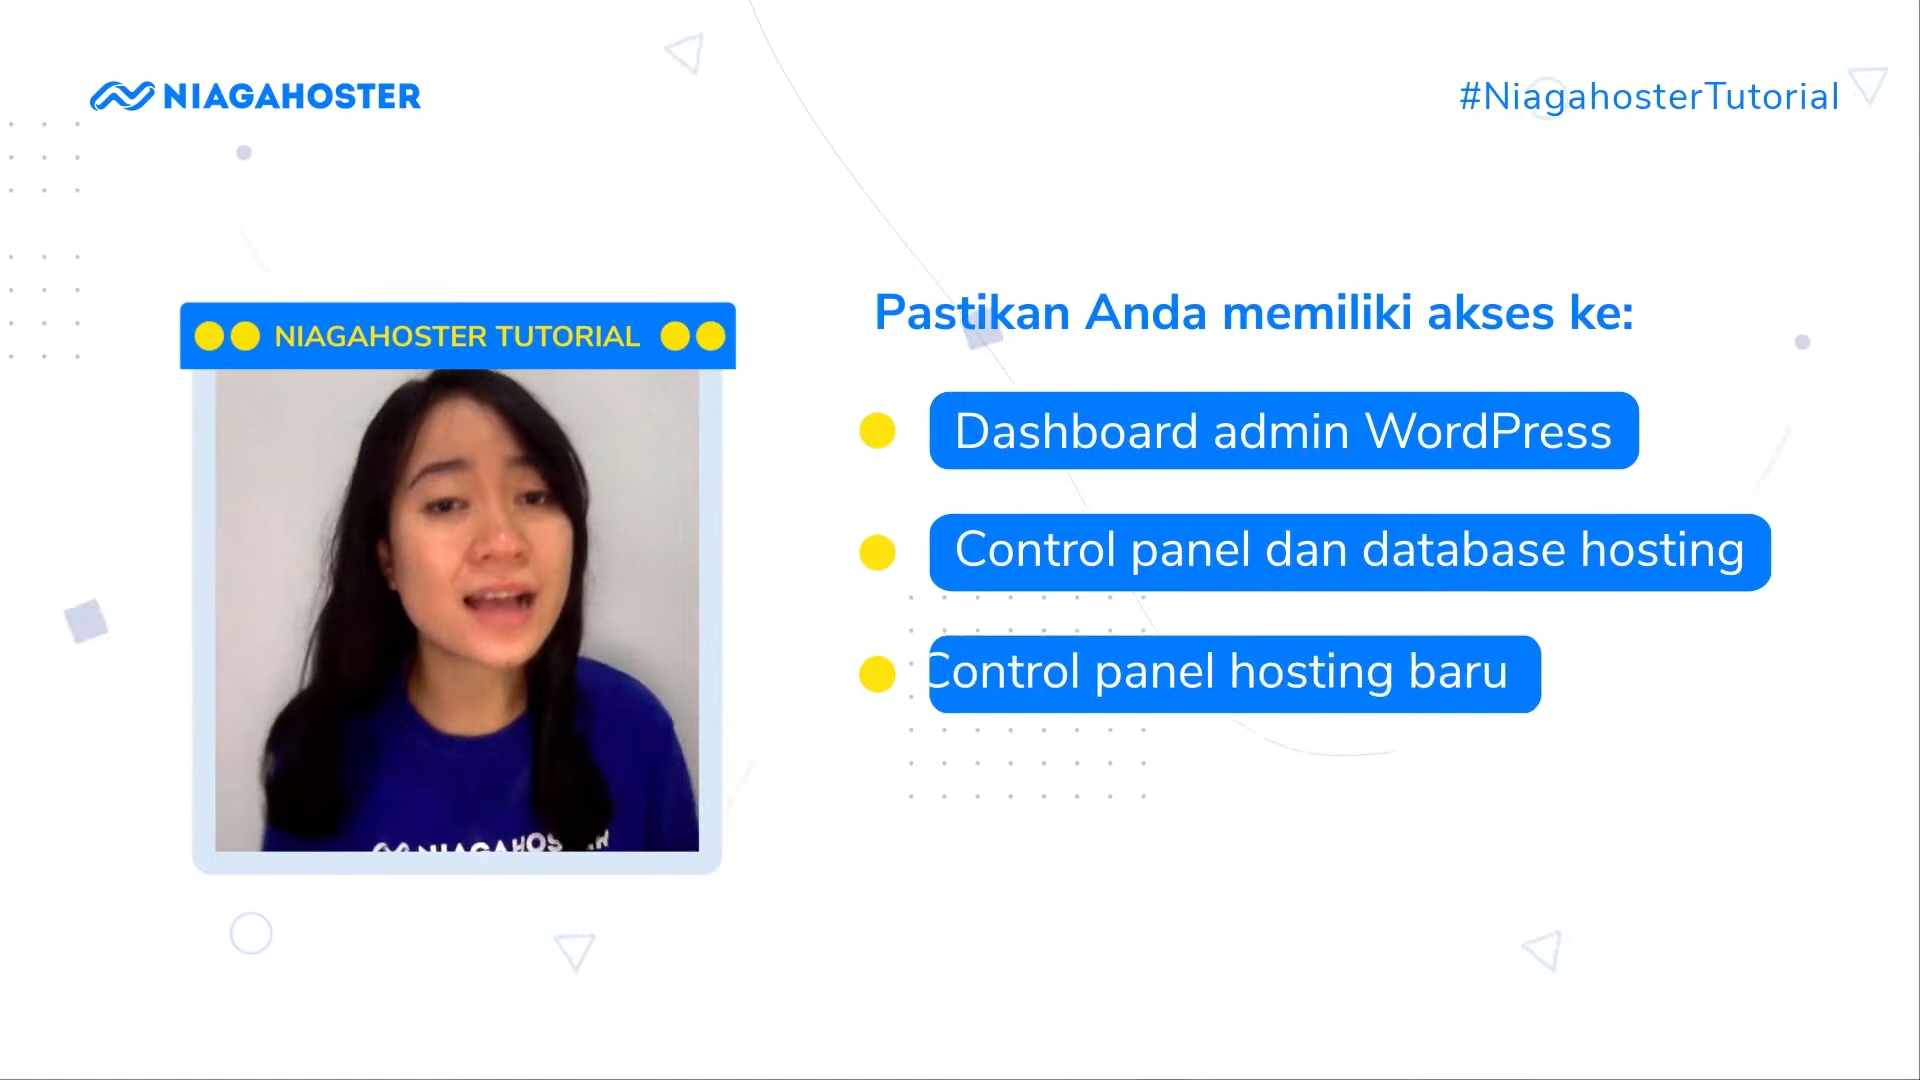 NIAGAHOSTER
#NiagahosterTutorial
NIAGAHOSTER TUTORIAL
Pastikan Anda memiliki akses ke:
Dashboard admin WordPress
Control panel dan database hosting
Control panel hosting baru
NIAGAHOS